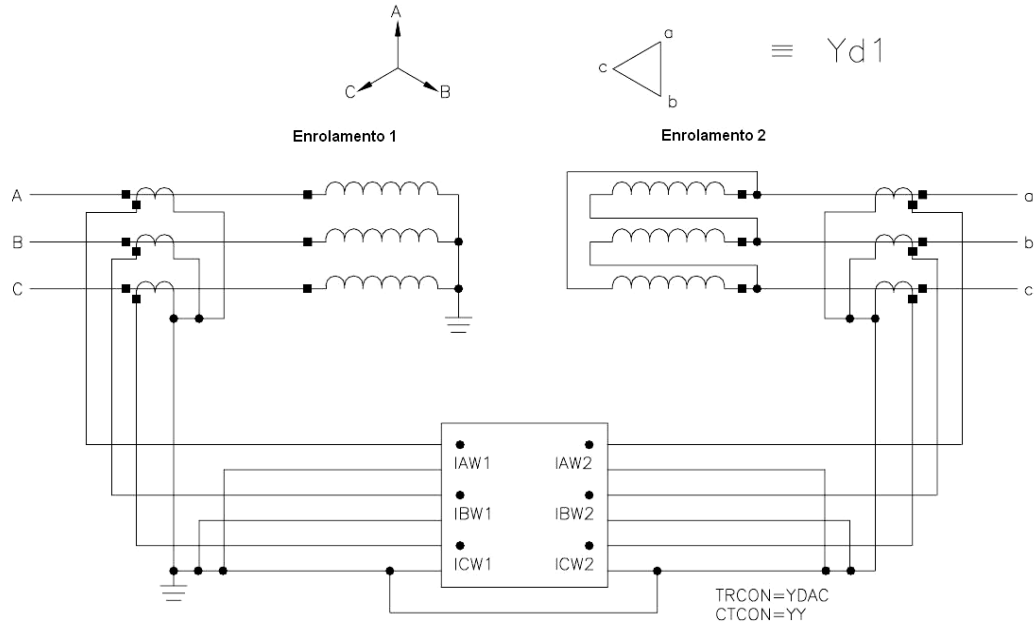 A
C
B
a
c
b
≡ Yd1
Enrolamento 1
Enrolamento 2
A
a
B
b
C
c
IAW1
IAW2
IBW1
IBW2
ICW1
ICW2
TRCON=YDAC
CTCON=YY